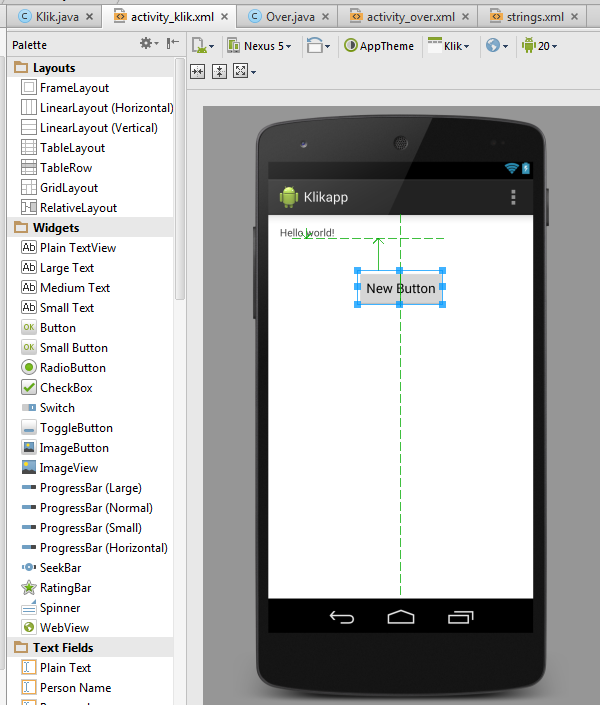 Klik.java activity_klik.xml Over.java activity_over.xml strings.xml
Palette
Nexus 5 AppTheme Klik 20
Layouts
FrameLayout
LinearLayout (Horizontal)
LinearLayout (Vertical)
TableLayout
TableRow
GridLayout
RelativeLayout
Widgets
Ab Plain TextView
Ab Large Text
Ab Medium Text
Ab Small Text
OK Button
OK Small Button
RadioButton
CheckBox
Switch
ToggleButton
ImageButton
ImageView
ProgressBar (Large)
ProgressBar (Normal)
ProgressBar (Small)
ProgressBar (Horizontal)
SeekBar
RatingBar
Spinner
WebView
Text Fields
Plain Text
Person Name
Klikapp
Hello world!
New Button